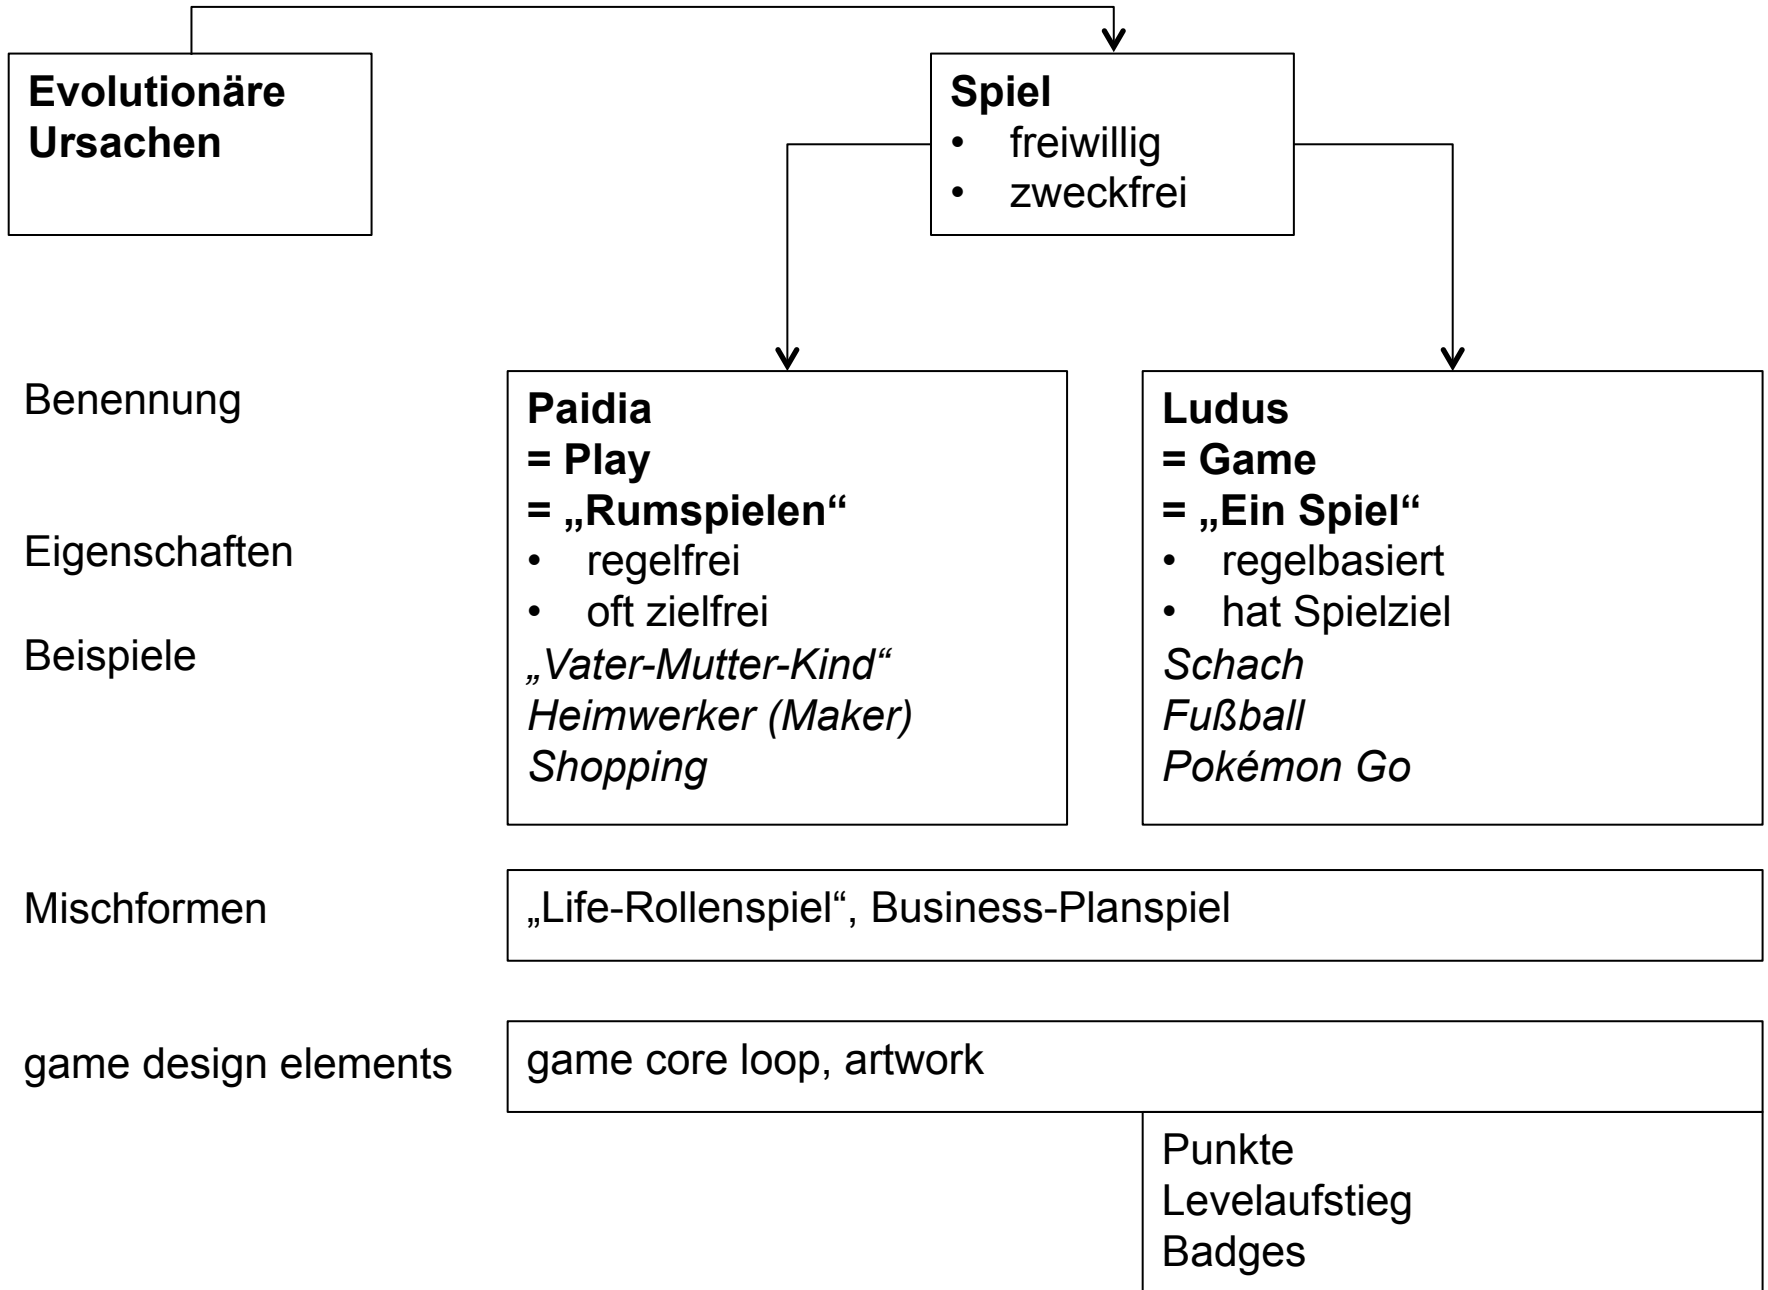 Evolutionäre
Ursachen
Spiel
• freiwillig
• zweckfrei
Benennung
Eigenschaften
Beispiele
Paidia
= Play
= „Rumspielen“
• regelfrei
• oft zielfrei
„Vater-Mutter-Kind“
Heimwerker (Maker)
Shopping
Ludus
= Game
= „Ein Spiel“
• regelbasiert
• hat Spielziel
Schach
Fußball
Pokémon Go
Mischformen
„Life-Rollenspiel“, Business-Planspiel
game design elements
game core loop, artwork
Punkte
Levelaufstieg
Badges